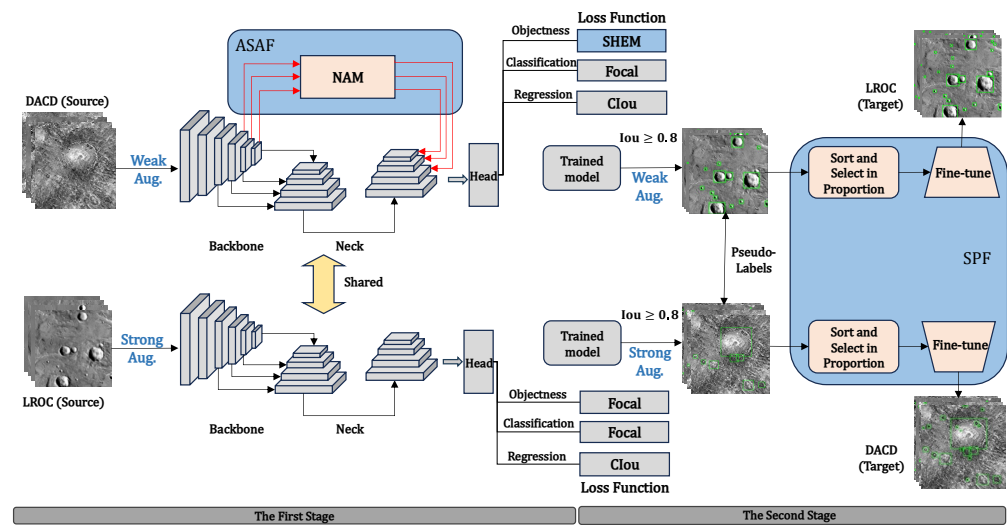 Loss Function
Objectness
SHEM
ASAF
Classification
Focal
NAM
Regression
CIou
DACD (Source)
Weak
Aug.
Head
Backbone
Neck
Shared
LROC (Source)
Strong
Aug.
Head
Backbone
Neck
Objectness
Focal
Classification
Focal
Regression
CIou
Loss Function
Trained
model
Iou ≥ 0.8
Weak
Aug.
Sort and
Select in
Proportion
Fine-tune
LROC
(Target)
Pseudo-
Labels
SPF
Trained
model
Iou ≥ 0.8
Strong
Aug.
Sort and
Select in
Proportion
Fine-tune
DACD
(Target)
The First Stage
The Second Stage